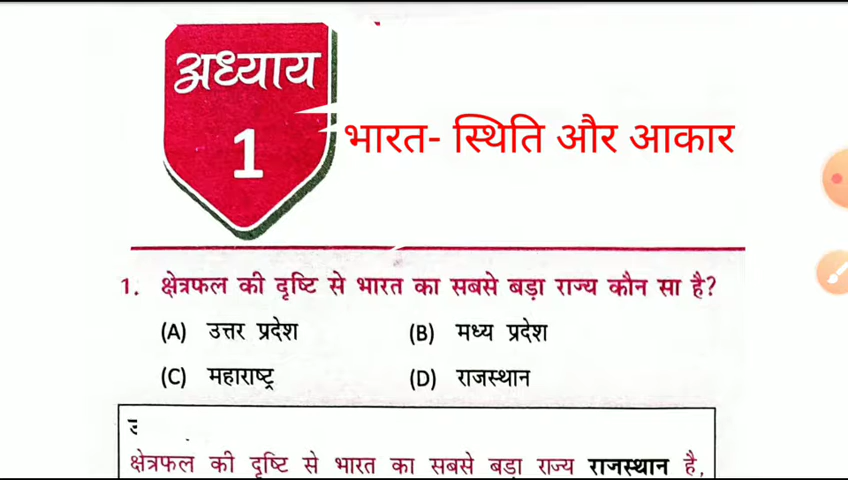 अध्याय
1
भारत- स्थिति और आकार
1. क्षेत्रफल की दृष्टि से भारत का सबसे बड़ा राज्य कौन सा है?
(A) उत्तर प्रदेश (B) मध्य प्रदेश
(C) महाराष्ट्र (D) राजस्थान
क्षेत्रफल की दृष्टि से भारत का सबसे बड़ा राज्य राजस्थान है,